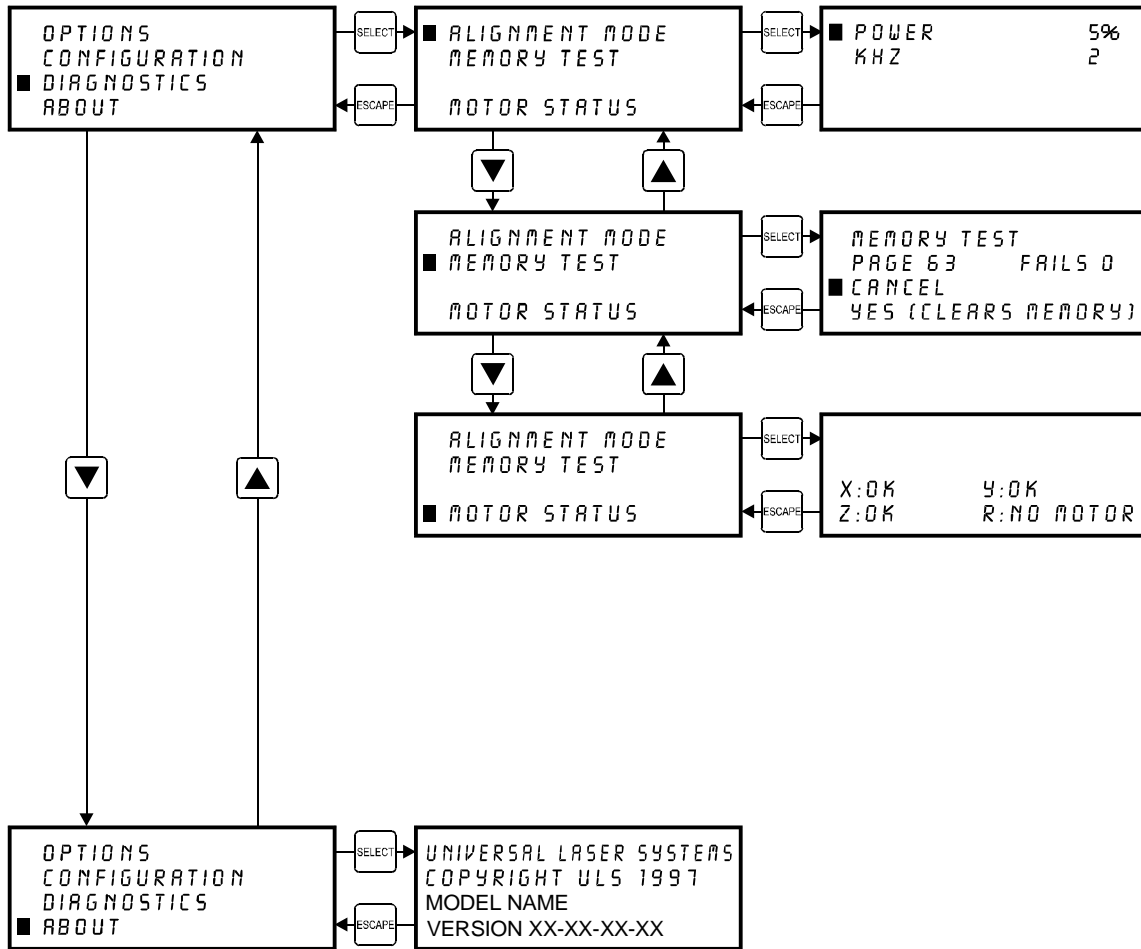 OPTIONS
CONFIGURATION
DIAGNOSTICS
ABOUT
SELECT
ESCAPE
ALIGNMENT MODE
MEMORY TEST
MOTOR STATUS
SELECT
ESCAPE
POWER 5%
KHZ 2
ALIGNMENT MODE
MEMORY TEST
MOTOR STATUS
SELECT
ESCAPE
MEMORY TEST
PAGE 63 FAILS 0
CANCEL
YES (CLEARS MEMORY)
ALIGNMENT MODE
MEMORY TEST
MOTOR STATUS
SELECT
ESCAPE
X:OK Y:OK
Z:OK R:NO MOTOR
OPTIONS
CONFIGURATION
DIAGNOSTICS
ABOUT
SELECT
ESCAPE
UNIVERSAL LASER SYSTEMS
COPYRIGHT ULS 1997
MODEL NAME
VERSION XX-XX-XX-XX